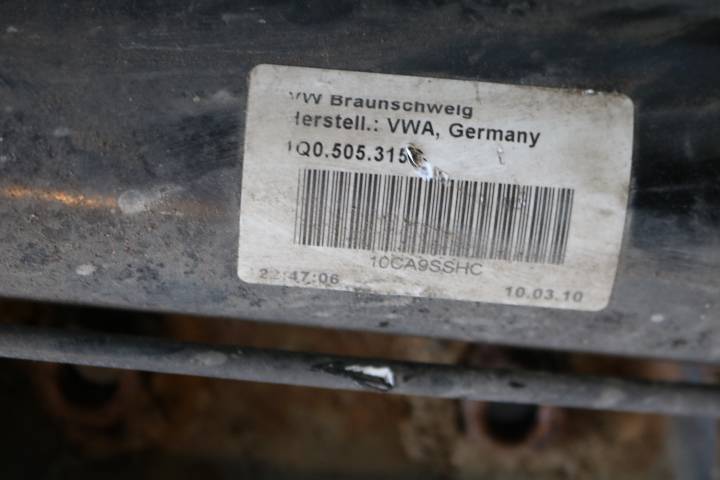 VW Braunschweig
Herstell.: VWA, Germany
1Q0.505.315
10CA9SSHC
22:47:06
10.03.10